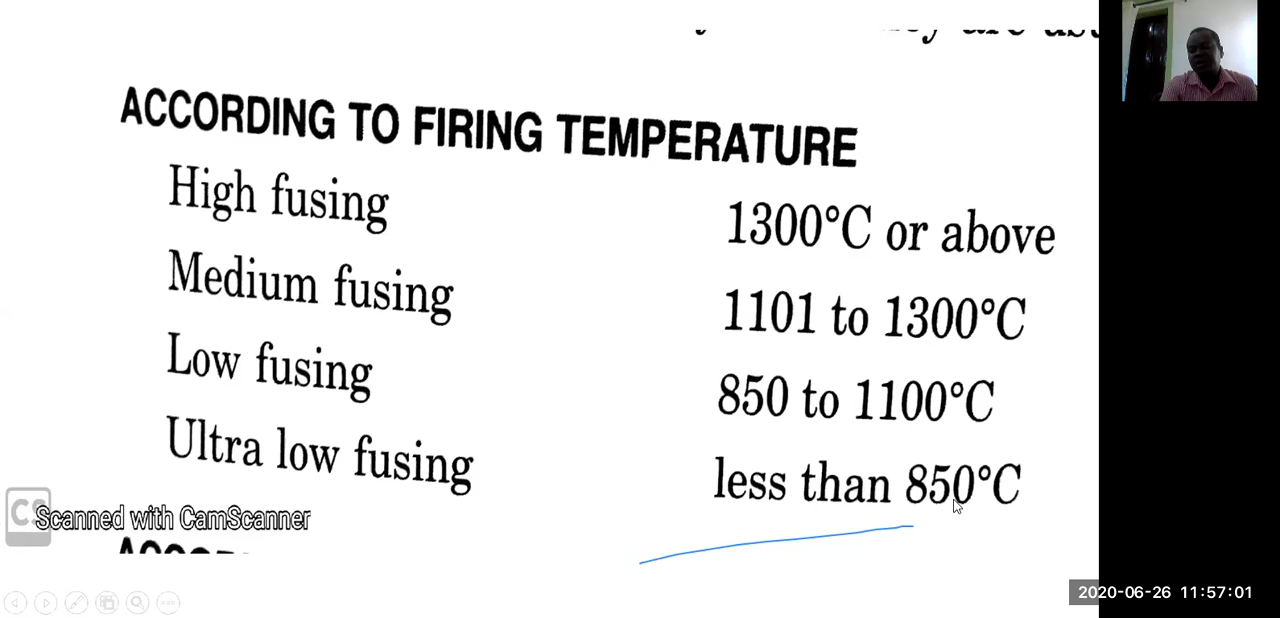 ACCORDING TO FIRING TEMPERATURE
High fusing 1300°C or above
Medium fusing 1101 to 1300°C
Low fusing 850 to 1100°C
Ultra low fusing less than 850°C
CS Scanned with CamScanner
2020-06-26 11:57:01